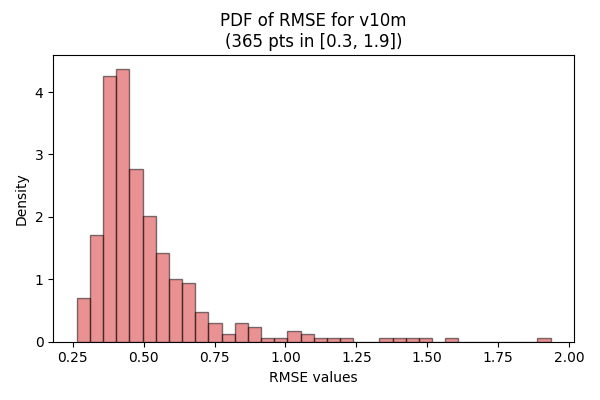 PDF of RMSE for v10m
(365 pts in [0.3, 1.9])
Density
4
3
2
1
0
0.25 0.50 0.75 1.00 1.25 1.50 1.75 2.00
RMSE values